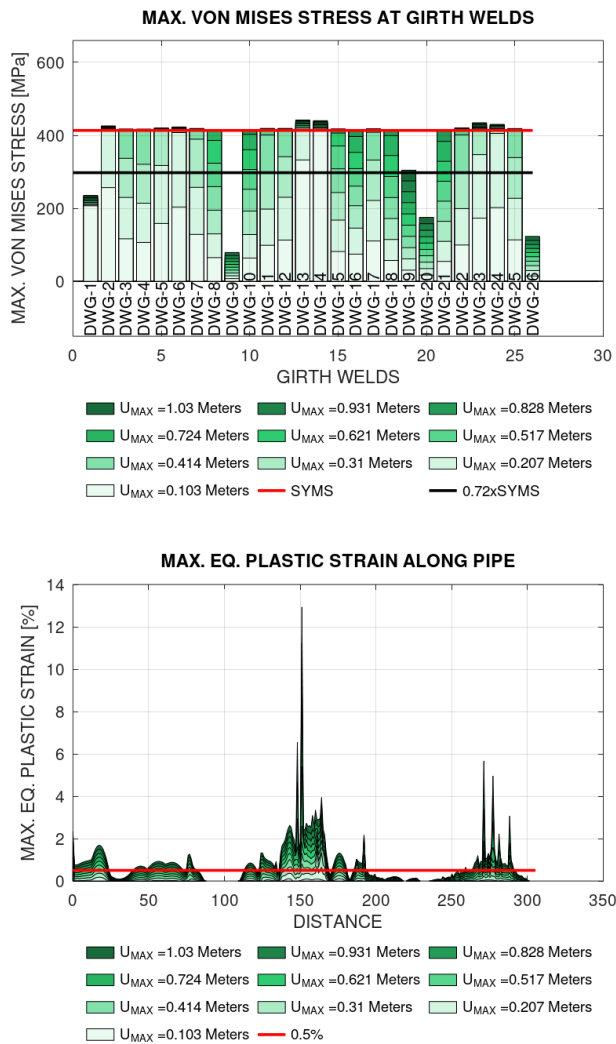 MAX. VON MISES STRESS AT GIRTH WELDS
MAX. VON MISES STRESS [MPa]
600
400
200
0
DWG-1
DWG-2
DWG-3
DWG-4
DWG-5
DWG-6
DWG-7
DWG-8
DWG-9
DWG-10
DWG-11
DWG-12
DWG-13
DWG-14
DWG-15
DWG-16
DWG-17
DWG-18
DWG-19
DWG-20
DWG-21
DWG-22
DWG-23
DWG-24
DWG-25
DWG-26
0 5 10 15 20 25 30
GIRTH WELDS
UMAX =1.03 Meters UMAX =0.931 Meters UMAX =0.828 Meters
UMAX =0.724 Meters UMAX =0.621 Meters UMAX =0.517 Meters
UMAX =0.414 Meters UMAX =0.31 Meters UMAX =0.207 Meters
UMAX =0.103 Meters SYMS 0.72xSYMS
MAX. EQ. PLASTIC STRAIN ALONG PIPE
MAX. EQ. PLASTIC STRAIN [%]
14
12
10
8
6
4
2
0
0 50 100 150 200 250 300 350
DISTANCE
UMAX =1.03 Meters UMAX =0.931 Meters UMAX =0.828 Meters
UMAX =0.724 Meters UMAX =0.621 Meters UMAX =0.517 Meters
UMAX =0.414 Meters UMAX =0.31 Meters UMAX =0.207 Meters
UMAX =0.103 Meters 0.5%